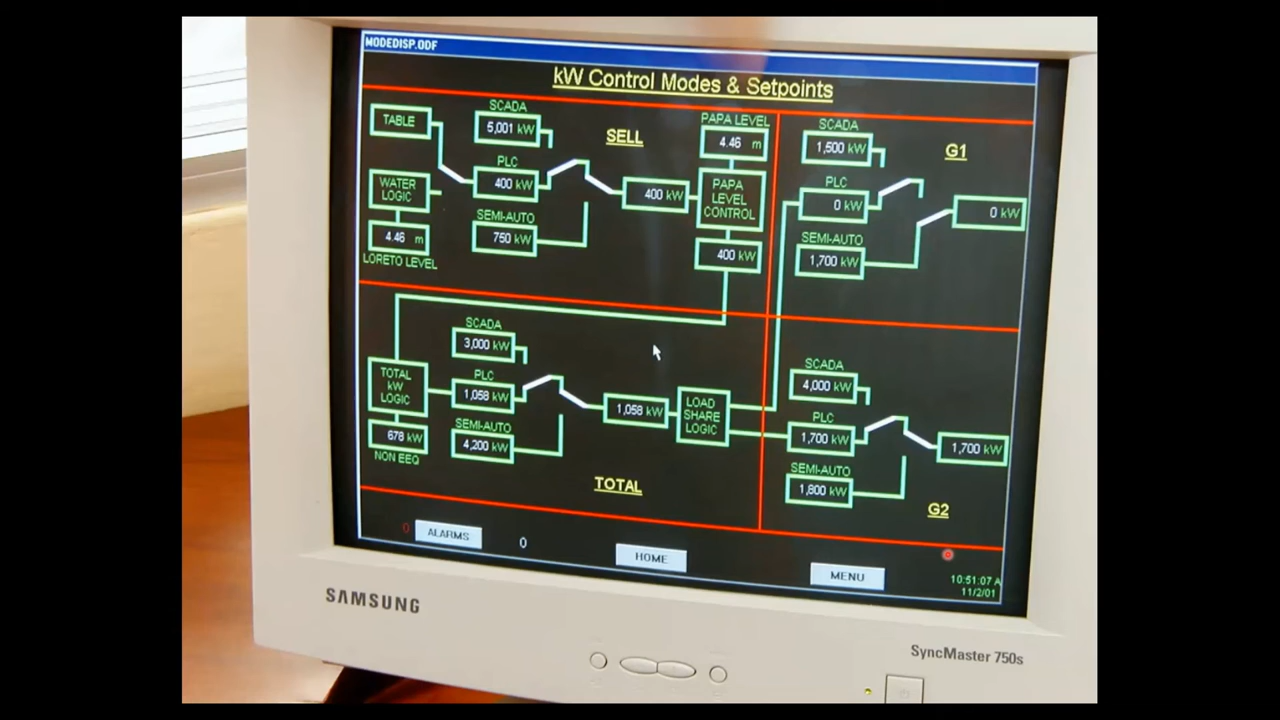 MODEDISP.ODF
kW Control Modes & Setpoints
TABLE
SCADA
5,001 kW
SELL
PLC
400 kW
WATER
LOGIC
4.46 m
LORETO LEVEL
SEMI-AUTO
750 kW
400 kW
PAPA LEVEL
4.46 m
PAPA
LEVEL
CONTROL
400 kW
SCADA
1,500 kW
G1
PLC
0 kW
SEMI-AUTO
1,700 kW
0 kW
SCADA
3,000 kW
TOTAL
kW
LOGIC
678 kW
NON EEQ
PLC
1,058 kW
SEMI-AUTO
4,200 kW
1,058 kW
LOAD
SHARE
LOGIC
TOTAL
SCADA
4,000 kW
PLC
1,700 kW
SEMI-AUTO
1,800 kW
1,700 kW
G2
0
ALARMS
0
HOME
MENU
10:51:07 A
11/2/01
SAMSUNG
SyncMaster 750s